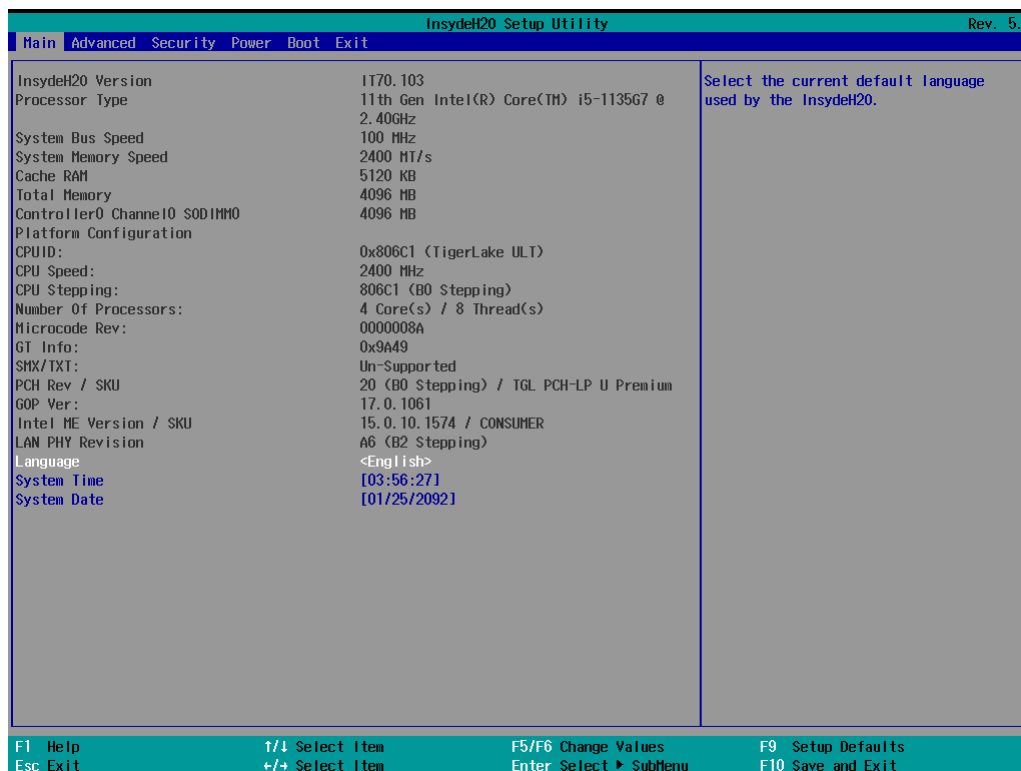 InsydeH20 Setup Utility Rev. 5.
Main Advanced Security Power Boot Exit
InsydeH20 Version IT70.103
Processor Type 11th Gen Intel(R) Core(TM) i5-1135G7 @
2.40GHz
System Bus Speed 100 MHz
System Memory Speed 2400 MT/s
Cache RAM 5120 KB
Total Memory 4096 MB
Controller0 Channel0 SODIMM0 4096 MB
Platform Configuration
CPUID: 0x806C1 (TigerLake ULT)
CPU Speed: 2400 MHz
CPU Stepping: 806C1 (B0 Stepping)
Number Of Processors: 4 Core(s) / 8 Thread(s)
Microcode Rev: 0000008A
GT Info: 0x9A49
SMX/TXT: Un-Supported
PCH Rev / SKU 20 (B0 Stepping) / TGL PCH-LP U Premium
GOP Ver: 17.0.1061
Intel ME Version / SKU 15.0.10.1574 / CONSUMER
LAN PHY Revision A6 (B2 Stepping)
Language <English>
System Time [03:56:27]
System Date [01/25/2092]
Select the current default language
used by the InsydeH20.
F1 Help ↑/↓ Select Item F5/F6 Change Values F9 Setup Defaults
Esc Exit ←/→ Select Item Enter Select ▶ SubMenu F10 Save and Exit